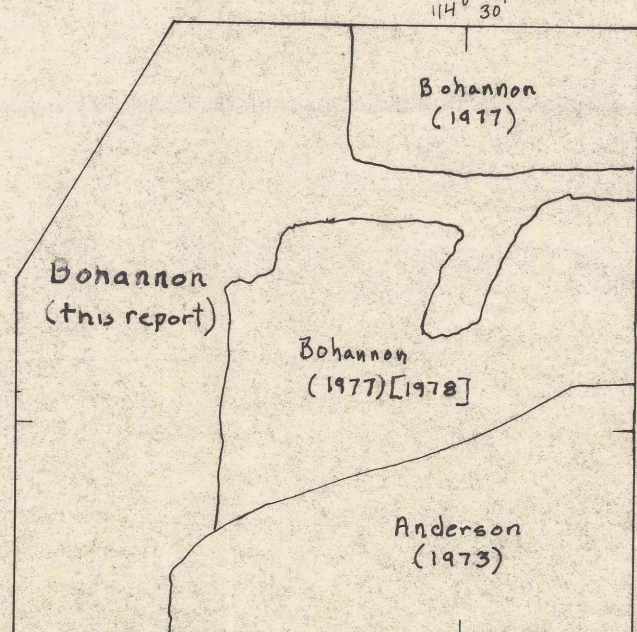 114° 30'
Bohannon
(1977)
Bohannon
(this report)
Bohannon
(1977)[1978]
Anderson
(1973)